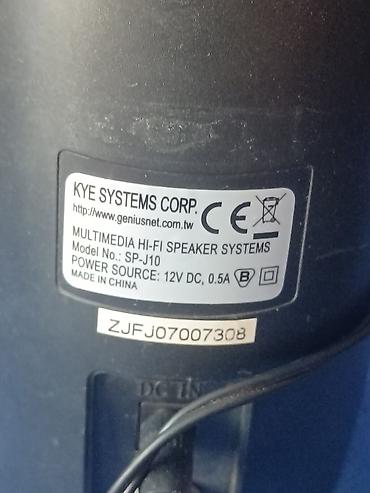 KYE SYSTEMS CORP.
http://www.geniusnet.com.tw
CE
MULTIMEDIA HI-FI SPEAKER SYSTEMS
Model No.: SP-J10
POWER SOURCE: 12V DC, 0.5A
B
MADE IN CHINA
ZJFJ07007308
DC IN